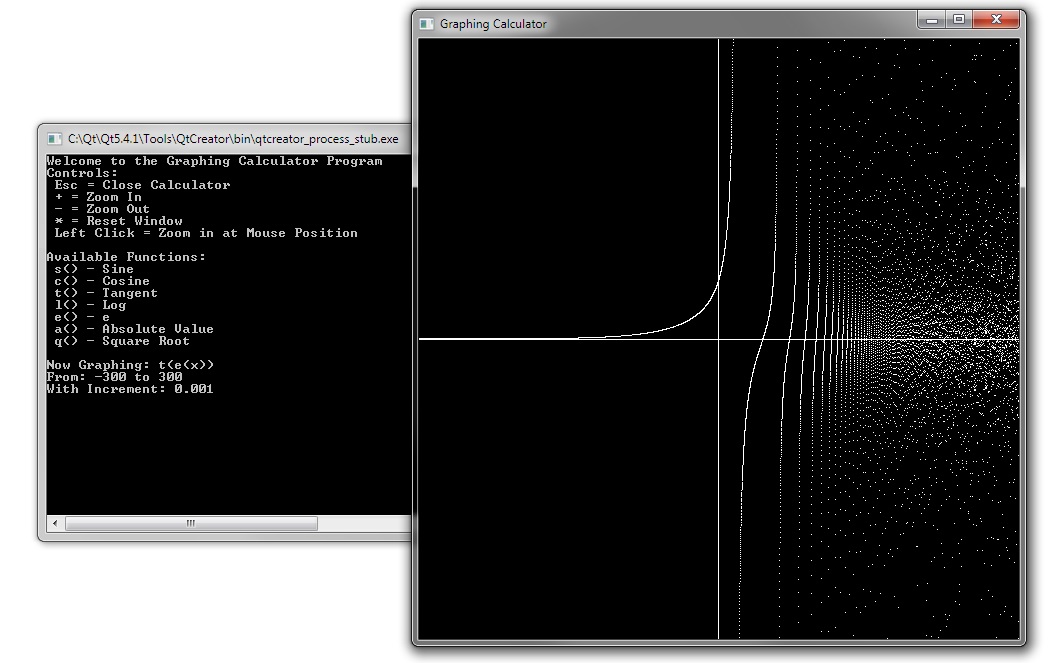 Graphing Calculator
C:\Qt\Qt5.4.1\Tools\QtCreator\bin\qtcreator_process_stub.exe
Welcome to the Graphing Calculator Program
Controls:
Esc = Close Calculator
+ = Zoom In
- = Zoom Out
* = Reset Window
Left Click = Zoom in at Mouse Position
Available Functions:
s() - Sine
c() - Cosine
t() - Tangent
l() - Log
e() - e
a() - Absolute Value
q() - Square Root
Now Graphing: t(e(x))
From: -300 to 300
With Increment: 0.001